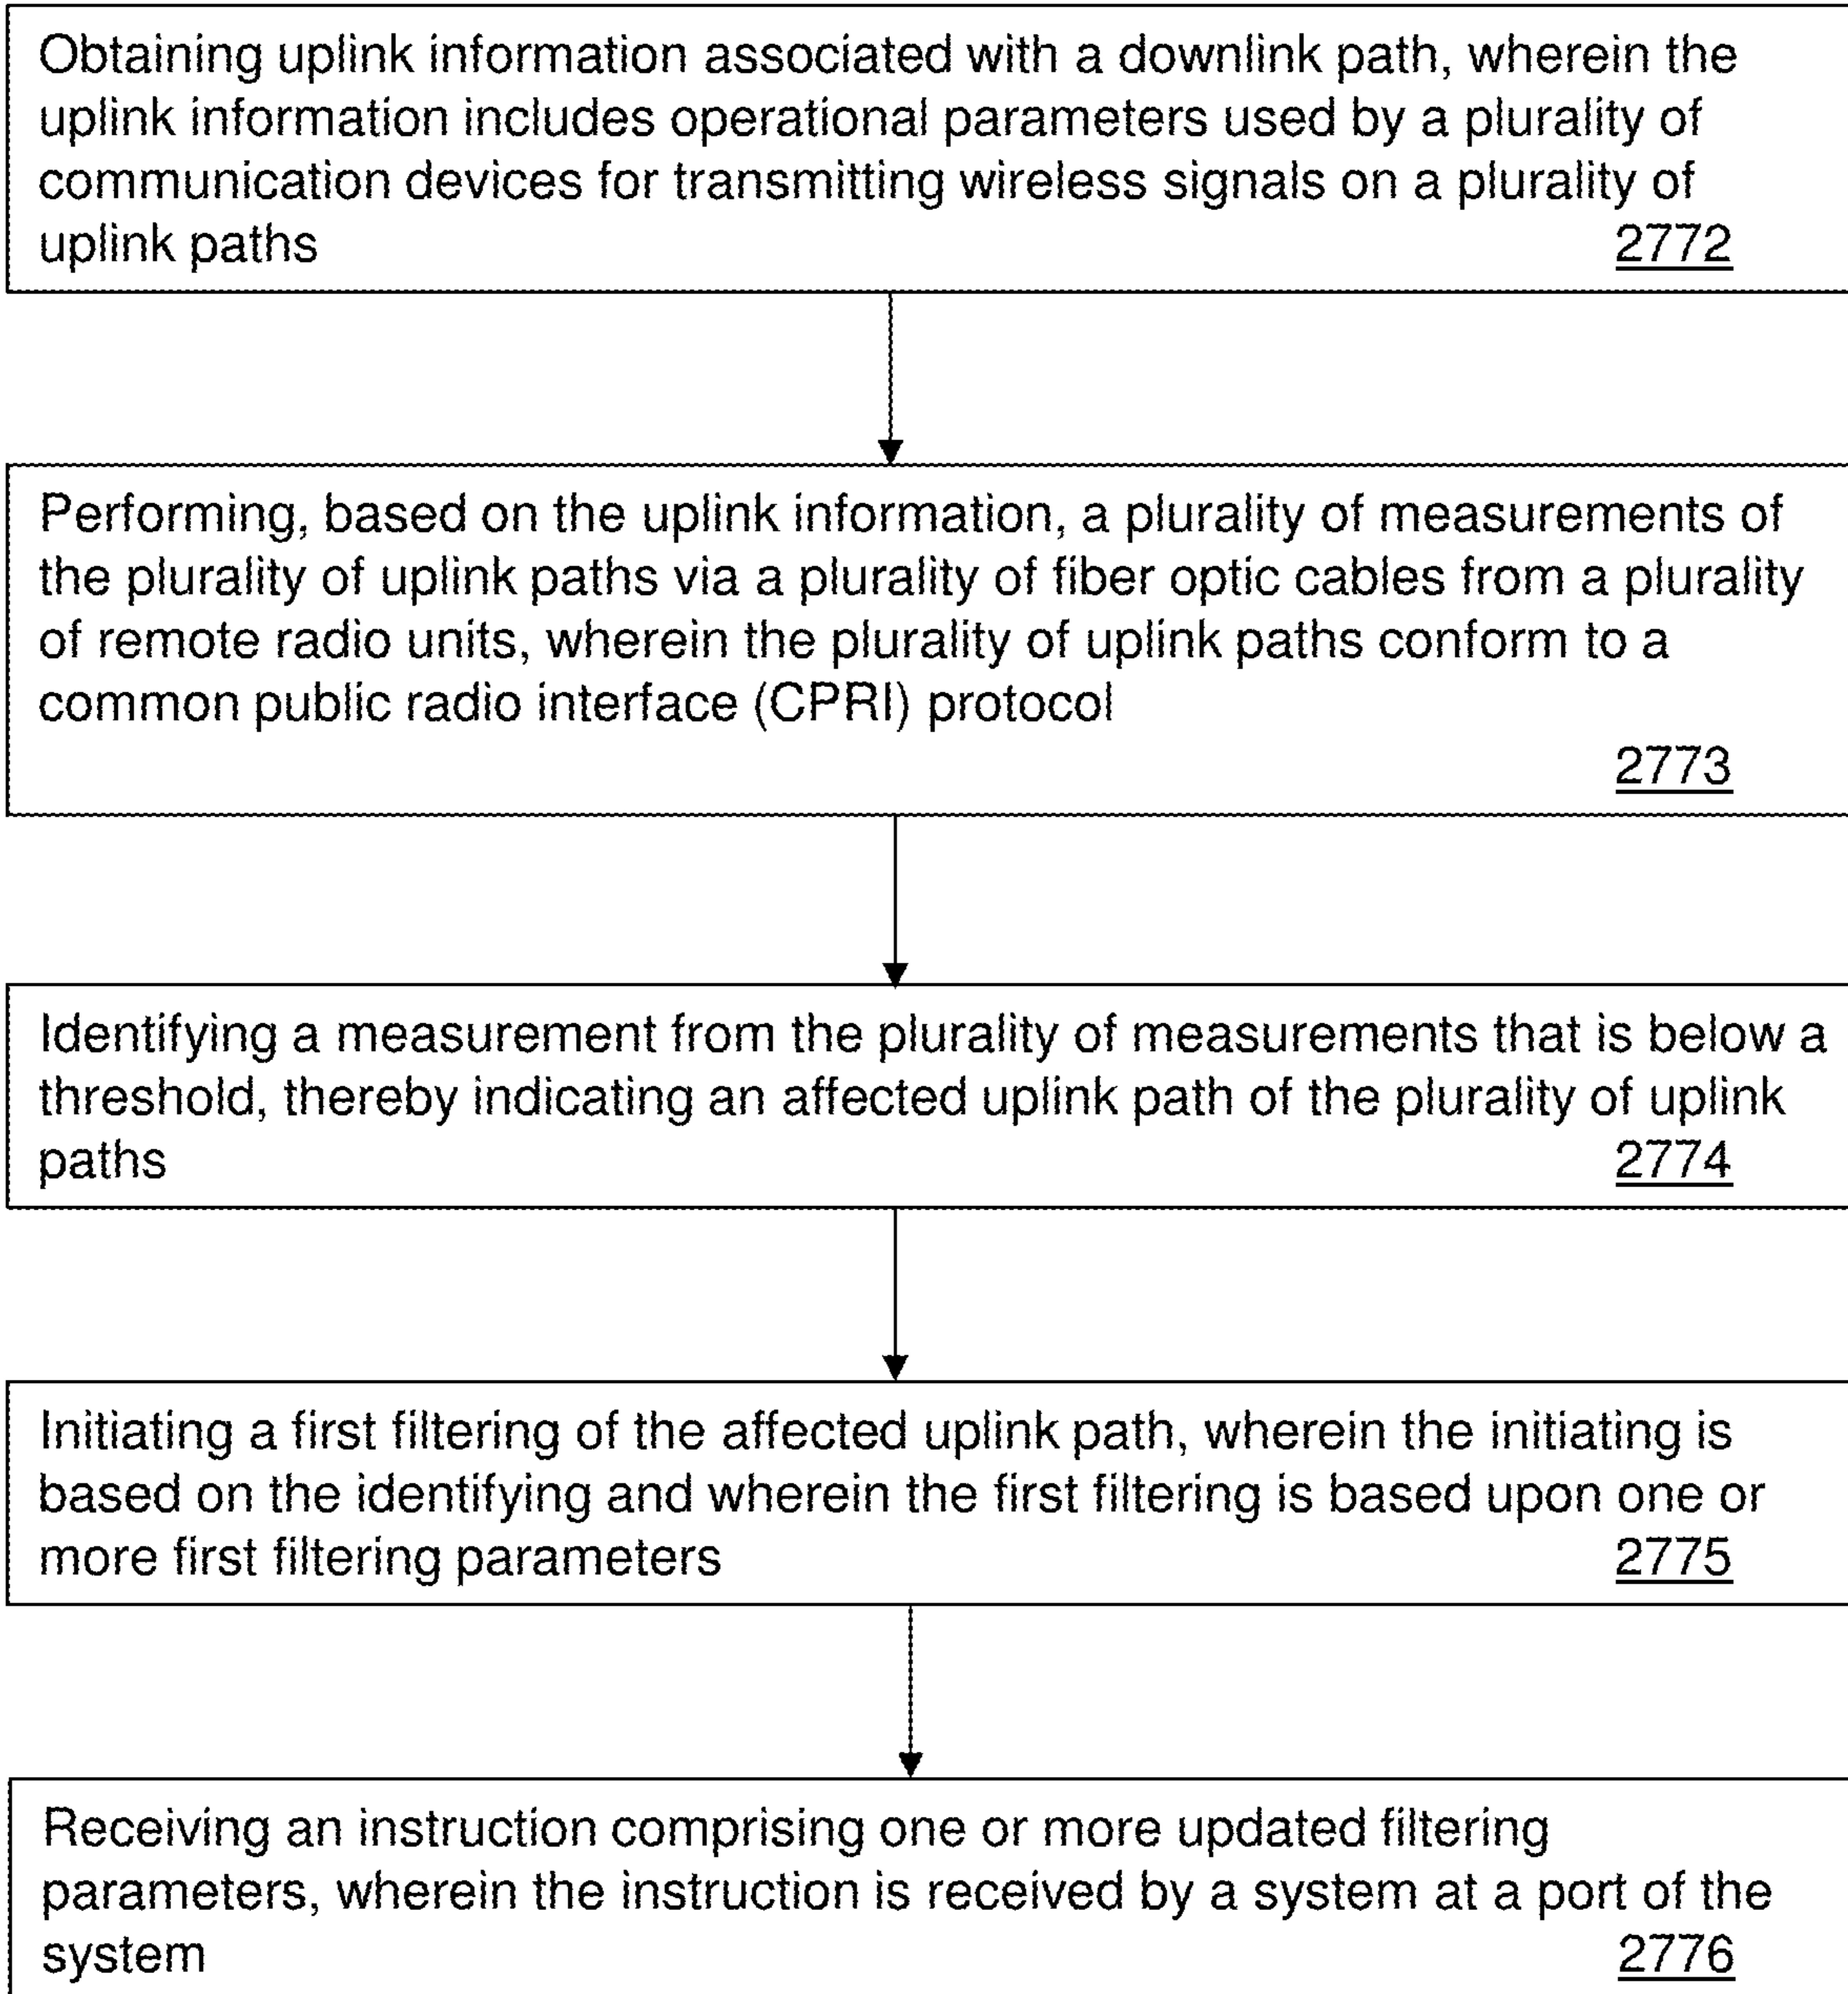 Obtaining uplink information associated with a downlink path, wherein the
uplink information includes operational parameters used by a plurality of
communication devices for transmitting wireless signals on a plurality of
uplink paths 2772
Performing, based on the uplink information, a plurality of measurements of
the plurality of uplink paths via a plurality of fiber optic cables from a plurality
of remote radio units, wherein the plurality of uplink paths conform to a
common public radio interface (CPRI) protocol
2773
Identifying a measurement from the plurality of measurements that is below a
threshold, thereby indicating an affected uplink path of the plurality of uplink
paths 2774
Initiating a first filtering of the affected uplink path, wherein the initiating is
based on the identifying and wherein the first filtering is based upon one or
more first filtering parameters 2775
Receiving an instruction comprising one or more updated filtering
parameters, wherein the instruction is received by a system at a port of the
system 2776